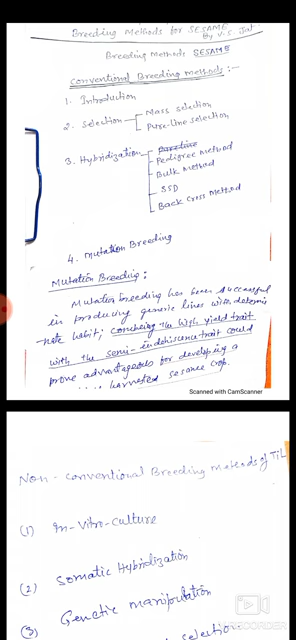 Breeding Methods for SESAME
By V.S. Jat
Breeding Methods SESAME
Conventional Breeding methods :-
1. Introduction
2. Selection
Mass selection
Pure-line selection
3. Hybridization
Pureline
Pedigree method
Bulk Method
SSD
Back Cross Method
4. Mutation Breeding
Mutation Breeding :
Mutation breeding has been successful
in producing genetic lines with determi
-nate habit; the high yield trait
with the semi-indehiscence trait could
prove advantageous for developing a
harvested sesame crop.
Scanned with CamScanner
Non - Conventional Breeding methods of Til
(1) In-Vitro-Culture
(2) Somatic Hybridization
(3) Genetic manipulation
selection
RECORDER